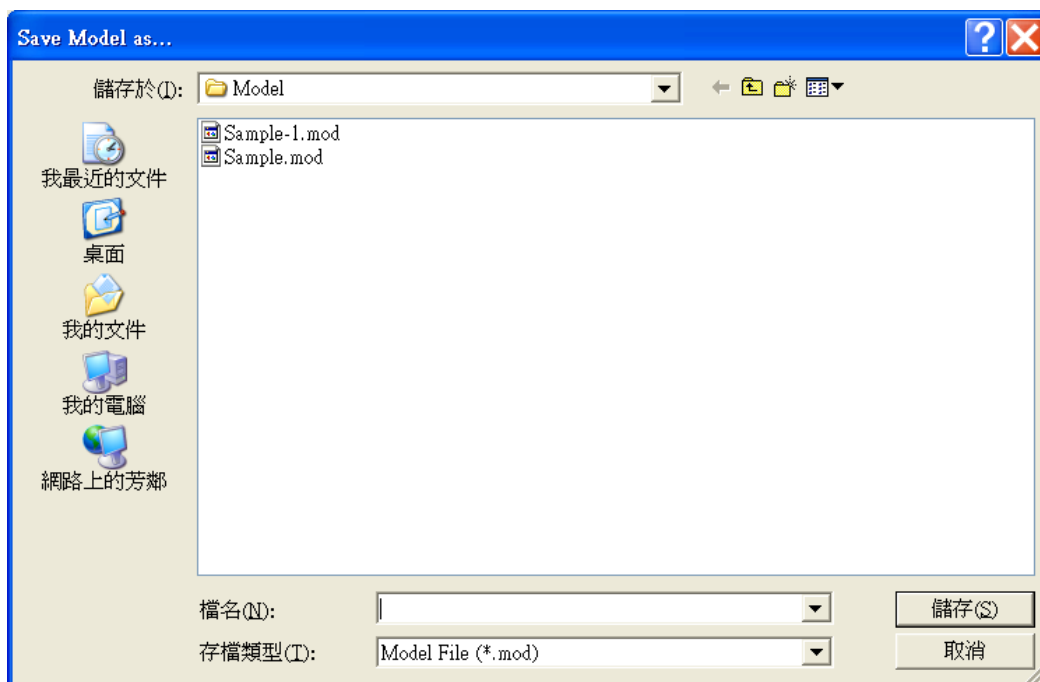 Save Model as...
儲存於(I): Model
Sample-1.mod
Sample.mod
我最近的文件
桌面
我的文件
我的電腦
網路上的芳鄰
檔名(N):
儲存(S)
存檔類型(T): Model File (*.mod)
取消